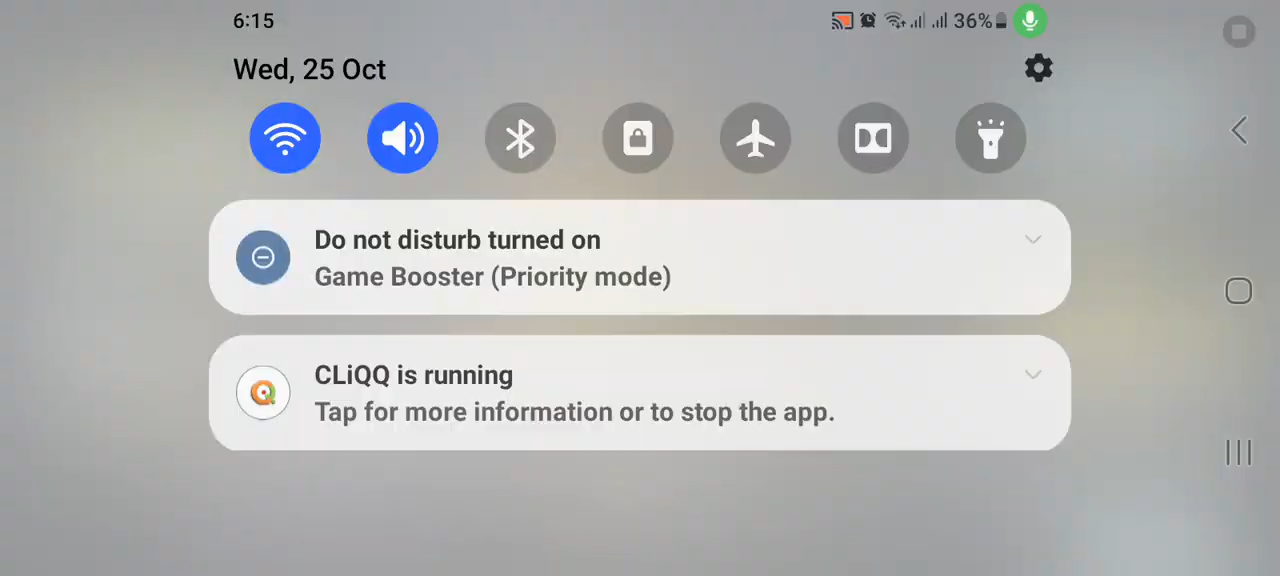 6:15
36%
Wed, 25 Oct
Do not disturb turned on
Game Booster (Priority mode)
CLiQQ is running
Tap for more information or to stop the app.